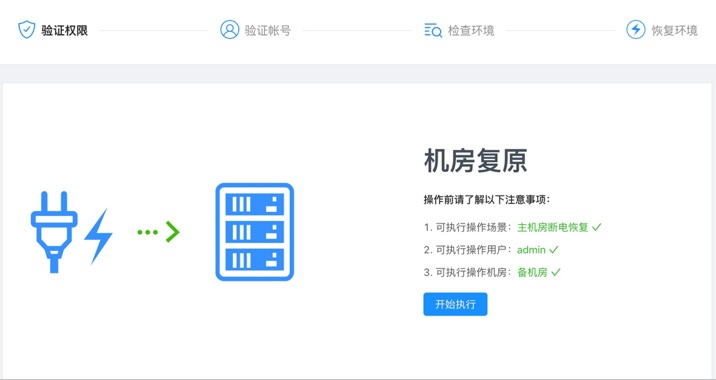 验证权限
验证帐号
检查环境
恢复环境
机房复原
操作前请了解以下注意事项：
1. 可执行操作场景：主机房断电恢复
2. 可执行操作用户：admin
3. 可执行操作机房：备机房
开始执行